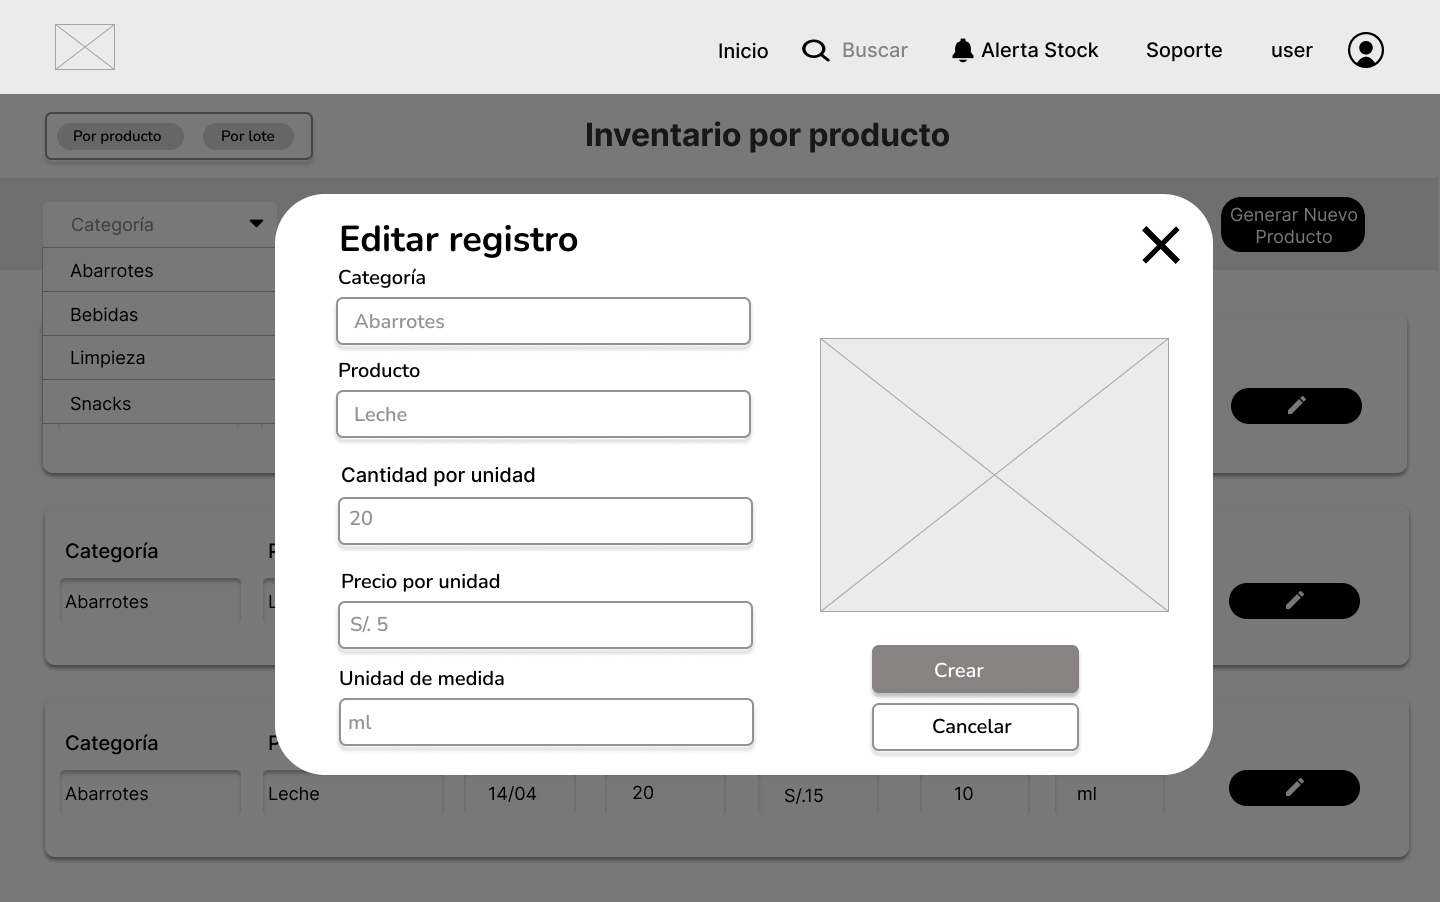 Inicio
Buscar
Alerta Stock
Soporte
user
Por producto
Por lote
Inventario por producto
Categoría
Abarrotes
Bebidas
Limpieza
Snacks
Generar Nuevo
Producto
Editar registro
Categoría
Abarrotes
Producto
Leche
Cantidad por unidad
20
Precio por unidad
S/. 5
Unidad de medida
ml
Crear
Cancelar
Categoría
Abarrotes
Categoría
Abarrotes
Leche
14/04
20
S/.15
10
ml